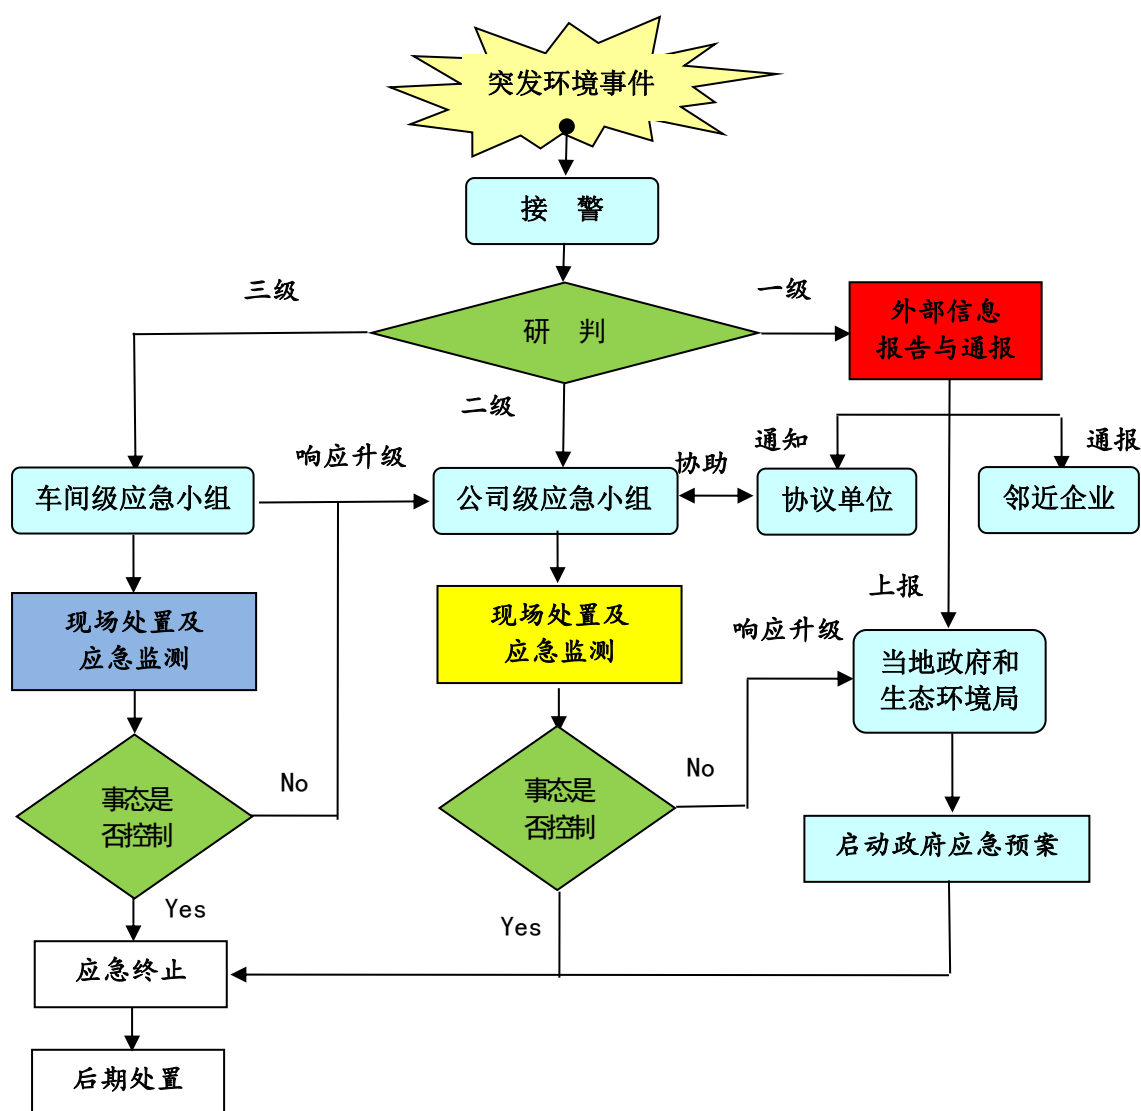 突发环境事件
接 警
三级
一级
研 判
外部信息
报告与通报
二级
响应升级
协助
通知
通报
车间级应急小组
公司级应急小组
协议单位
邻近企业
上报
现场处置及
应急监测
现场处置及
应急监测
响应升级
当地政府和
生态环境局
No
No
事态是
否控制
事态是
否控制
启动政府应急预案
Yes
Yes
应急终止
后期处置